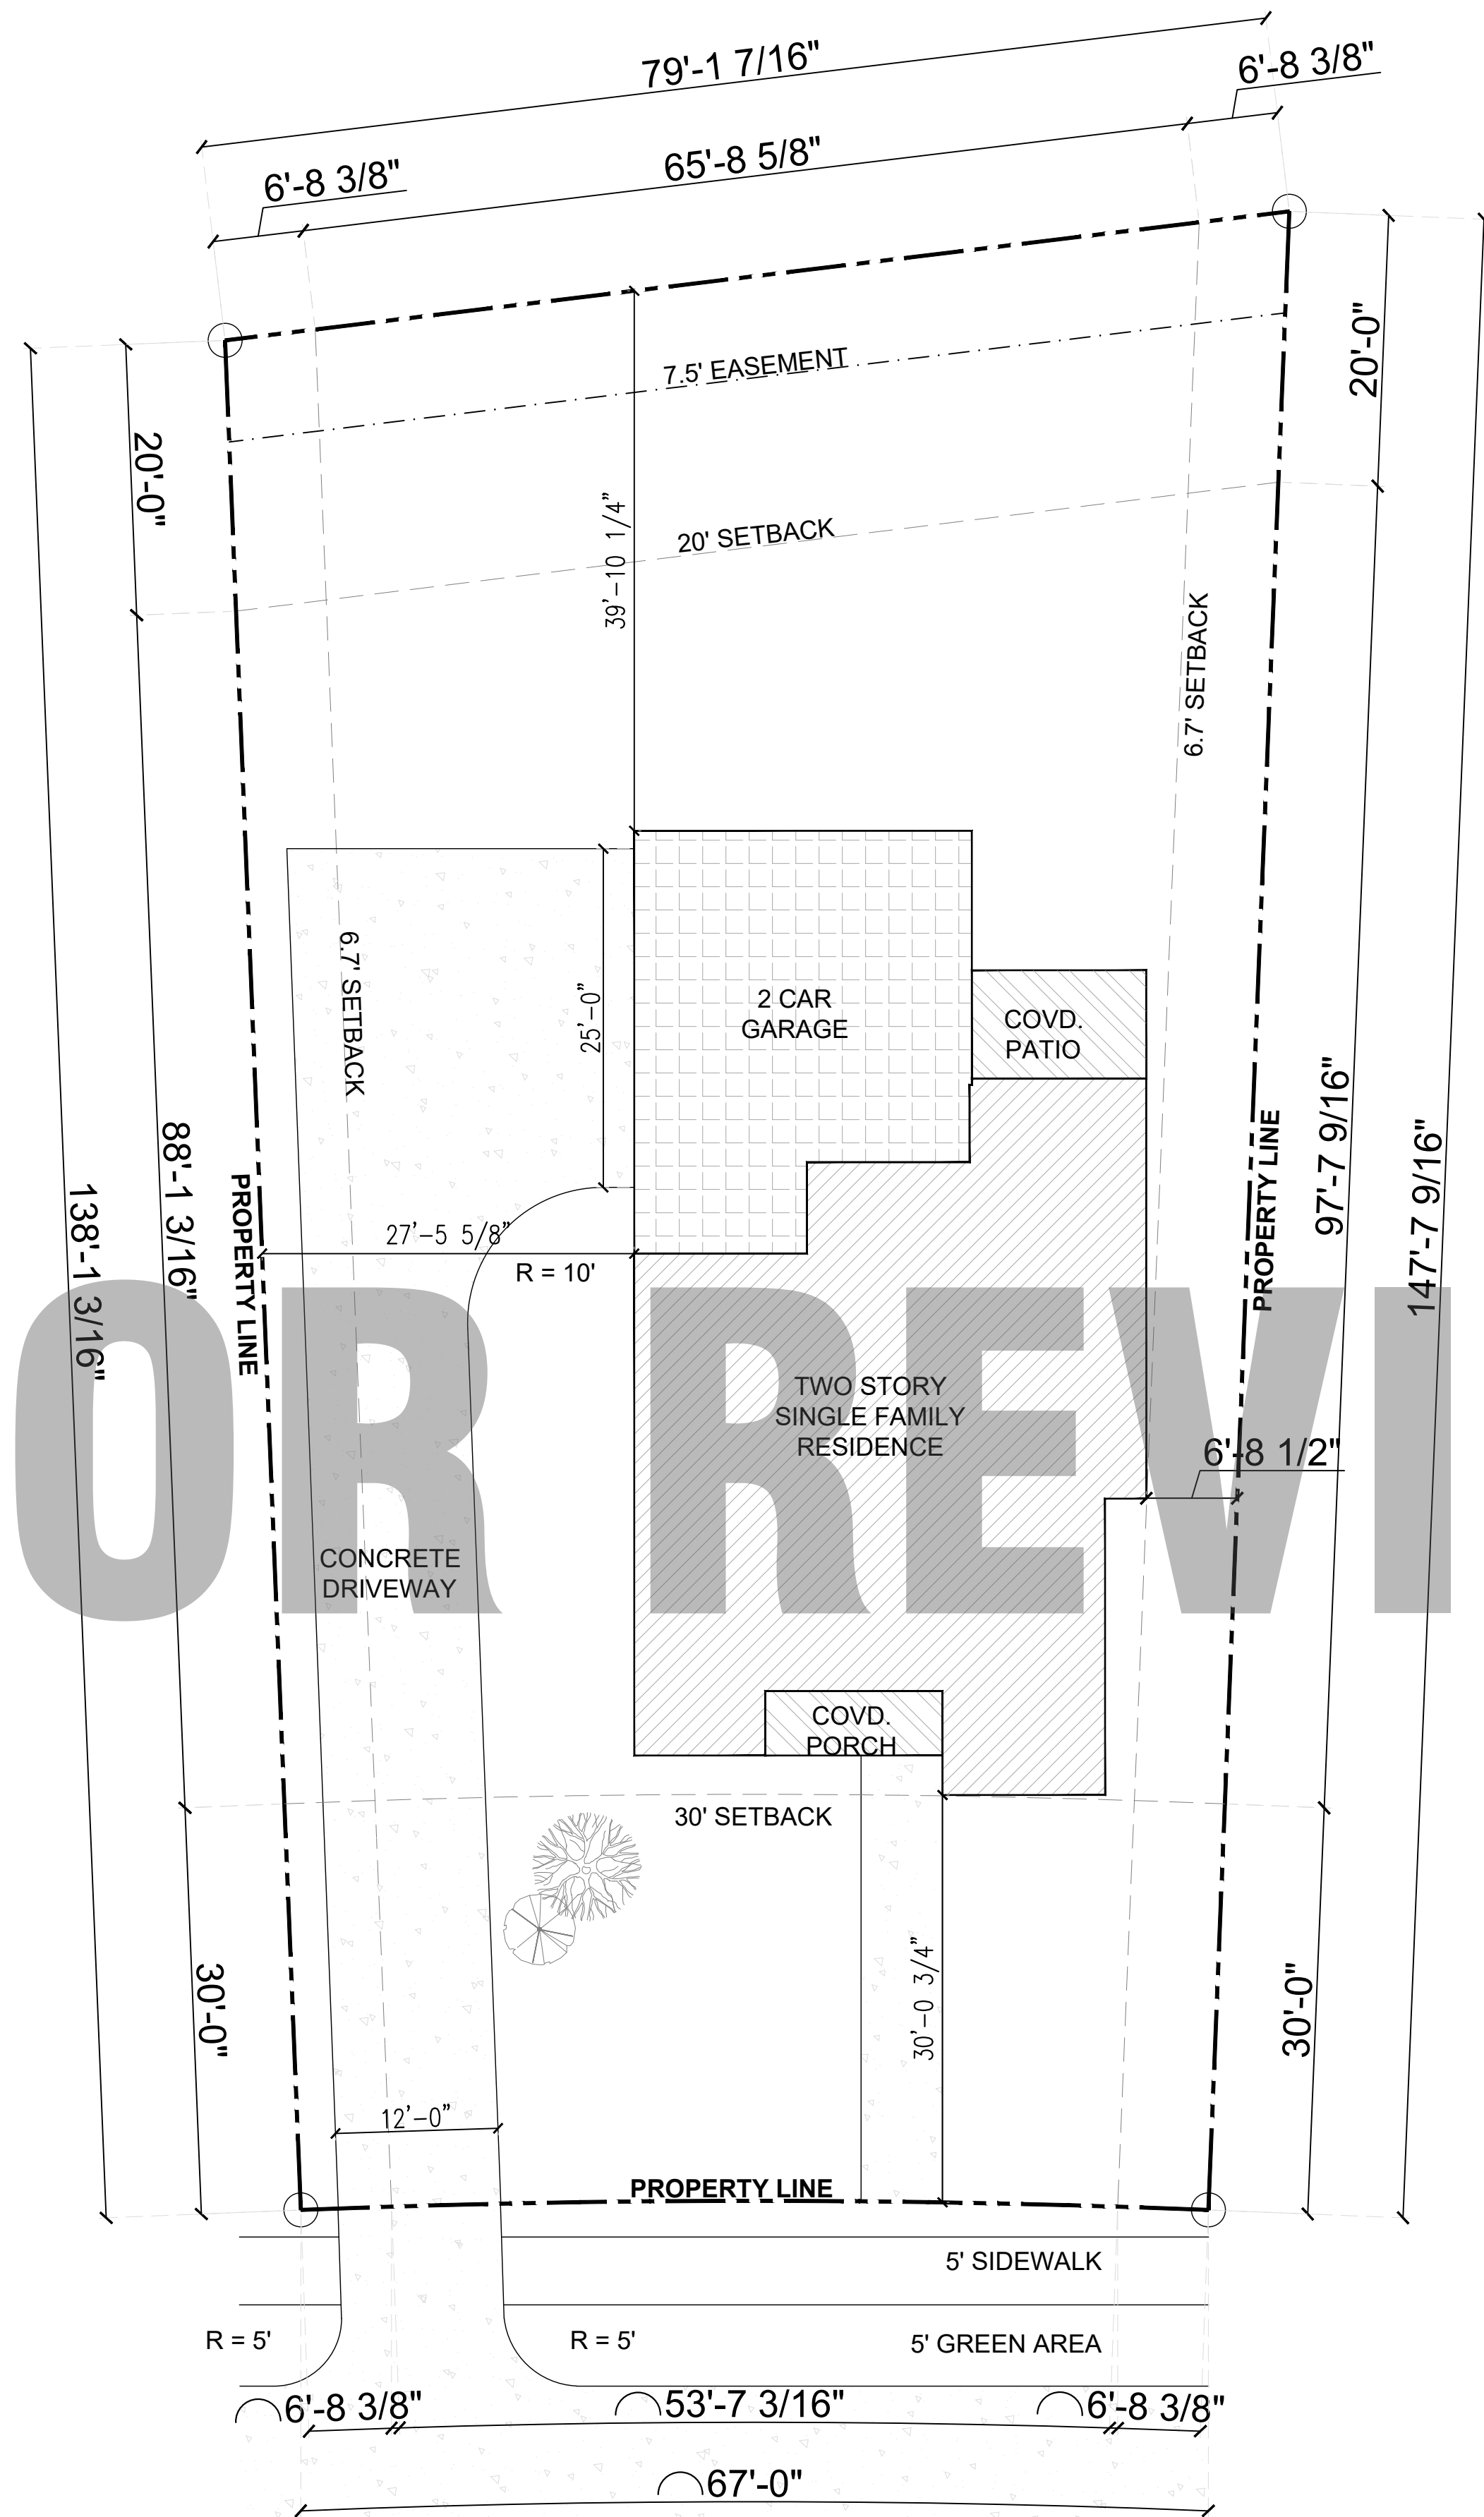 79'-1 7/16"
6'-8 3/8"
65'-8 5/8"
6'-8 3/8"
7.5' EASEMENT
20'-0"
20'-0"
39'-10 1/4"
20' SETBACK
6.7' SETBACK
6.7' SETBACK
25'-0"
2 CAR
GARAGE
COVD.
PATIO
138'-1 3/16"
88'-1 3/16"
PROPERTY LINE
27'-5 5/8"
R = 10'
PROPERTY LINE
97'-7 9/16"
147'-7 9/16"
OR REVI
TWO STORY
SINGLE FAMILY
RESIDENCE
6'-8 1/2"
CONCRETE
DRIVEWAY
COVD.
PORCH
30' SETBACK
30'-0"
30'-0 3/4"
30'-0"
12'-0"
PROPERTY LINE
5' SIDEWALK
R = 5'
R = 5'
5' GREEN AREA
6'-8 3/8"
53'-7 3/16"
6'-8 3/8"
67'-0"